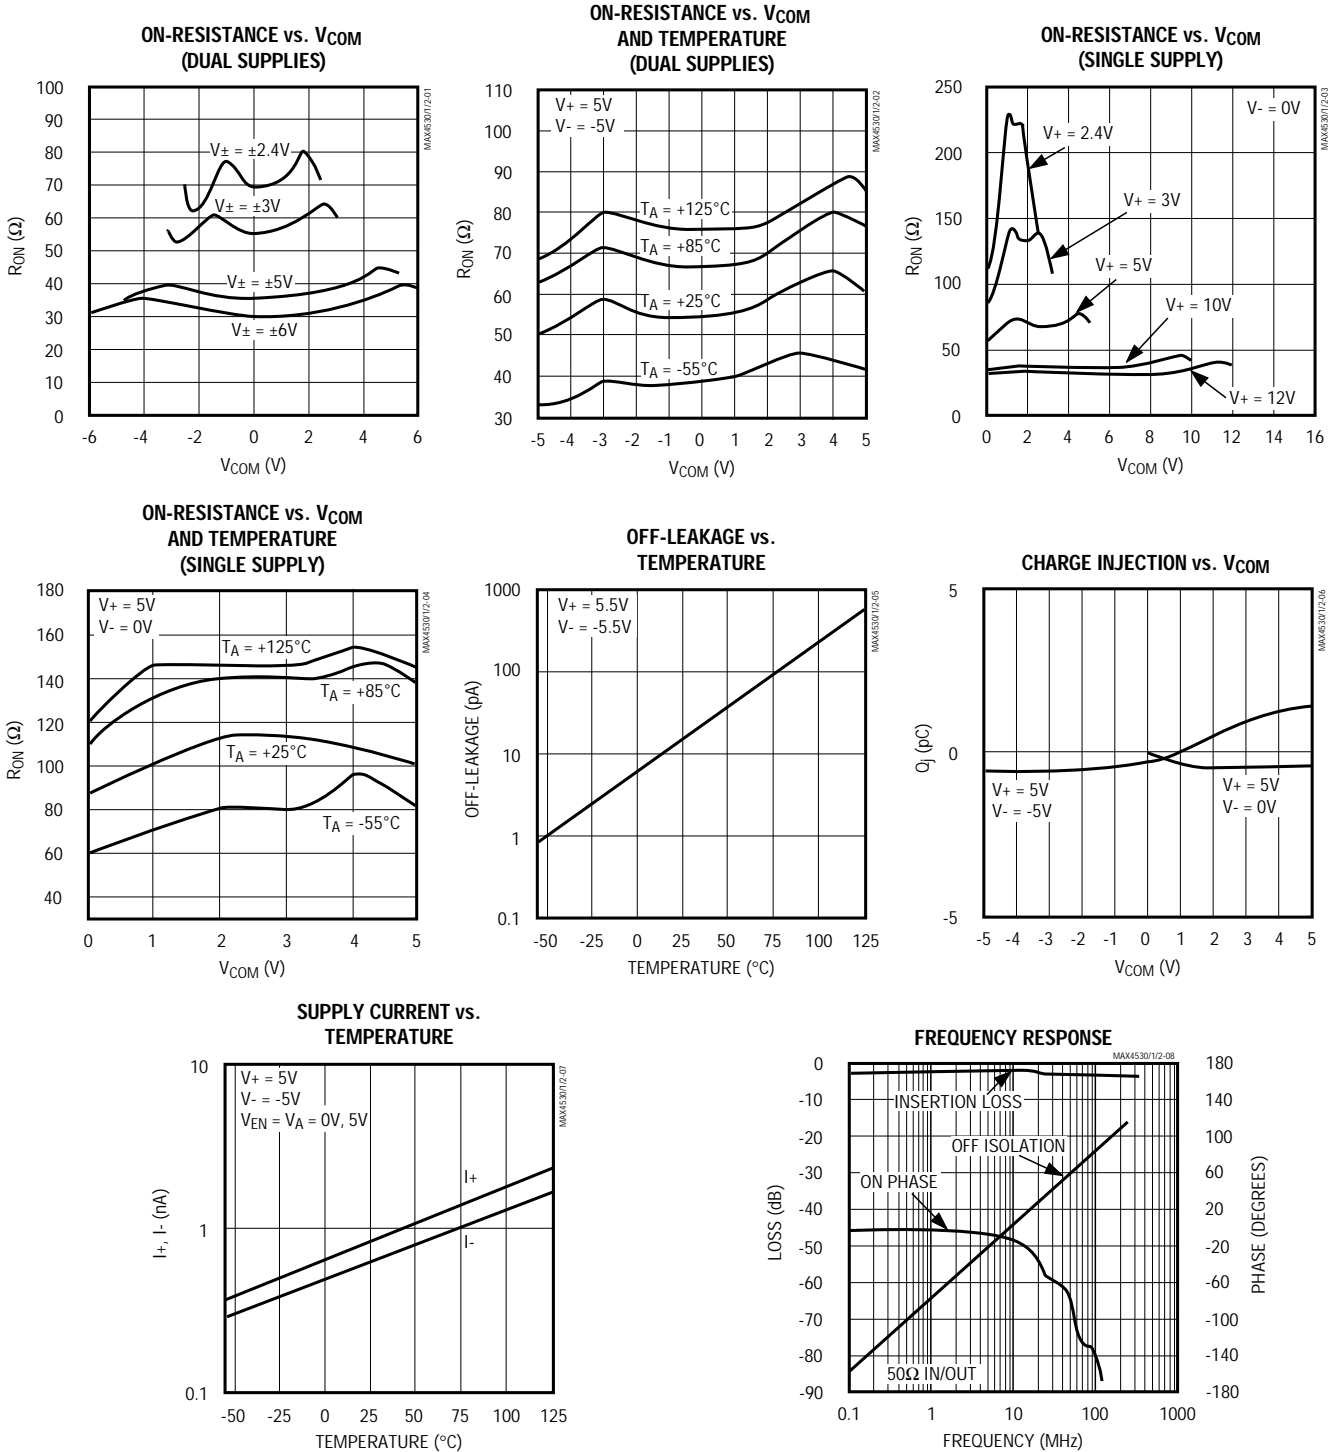 ON-RESISTANCE vs. VCOM
(DUAL SUPPLIES)
MAX4530/1/2-01
100
90
80
70
60
50
40
30
20
10
0
RON (Ω)
V± = ±2.4V
V± = ±3V
V± = ±5V
V± = ±6V
-6 -4 -2 0 2 4 6
VCOM (V)
ON-RESISTANCE vs. VCOM
AND TEMPERATURE
(DUAL SUPPLIES)
MAX4530/1/2-02
110
100
90
80
70
60
50
40
30
RON (Ω)
V+ = 5V
V- = -5V
TA = +125°C
TA = +85°C
TA = +25°C
TA = -55°C
-5 -4 -3 -2 -1 0 1 2 3 4 5
VCOM (V)
ON-RESISTANCE vs. VCOM
(SINGLE SUPPLY)
MAX4530/1/2-03
250
200
150
100
50
0
RON (Ω)
V- = 0V
V+ = 2.4V
V+ = 3V
V+ = 5V
V+ = 10V
V+ = 12V
0 2 4 6 8 10 12 14 16
VCOM (V)
ON-RESISTANCE vs. VCOM
AND TEMPERATURE
(SINGLE SUPPLY)
MAX4530/1/2-04
180
160
140
120
100
80
60
40
RON (Ω)
V+ = 5V
V- = 0V
TA = +125°C
TA = +85°C
TA = +25°C
TA = -55°C
0 1 2 3 4 5
VCOM (V)
OFF-LEAKAGE vs.
TEMPERATURE
MAX4530/1/2-05
1000
100
10
1
0.1
OFF-LEAKAGE (pA)
V+ = 5.5V
V- = -5.5V
-50 -25 0 25 50 75 100 125
TEMPERATURE (°C)
CHARGE INJECTION vs. VCOM
MAX4530/1/2-06
5
0
-5
Qj (pC)
V+ = 5V
V- = -5V
V+ = 5V
V- = 0V
-5 -4 -3 -2 -1 0 1 2 3 4 5
VCOM (V)
SUPPLY CURRENT vs.
TEMPERATURE
MAX4530/1/2-07
10
1
0.1
I+, I- (nA)
V+ = 5V
V- = -5V
VEN = VA = 0V, 5V
I+
I-
-50 -25 0 25 50 75 100 125
TEMPERATURE (°C)
FREQUENCY RESPONSE
MAX4530/1/2-08
0
-10
-20
-30
-40
-50
-60
-70
-80
-90
LOSS (dB)
INSERTION LOSS
OFF ISOLATION
ON PHASE
50Ω IN/OUT
180
140
100
60
20
-20
-60
-100
-140
-180
PHASE (DEGREES)
0.1 1 10 100 1000
FREQUENCY (MHz)